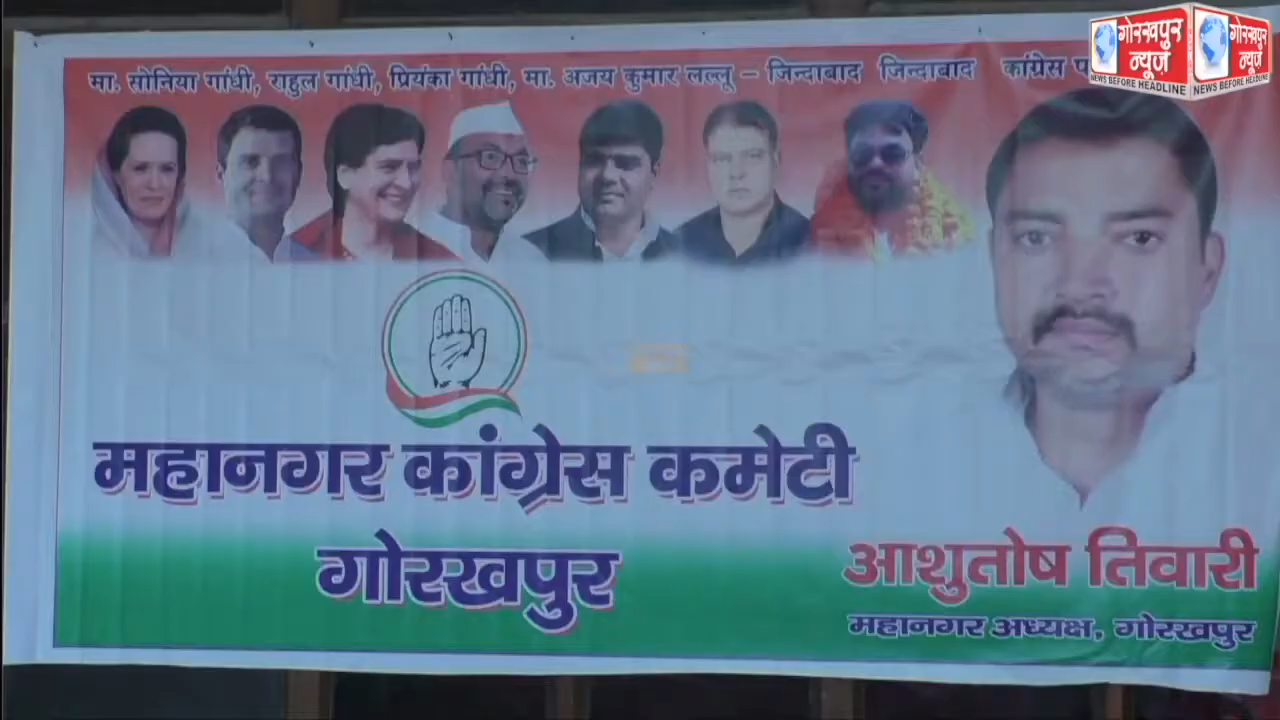 मा. सोनिया गांधी, राहुल गांधी, प्रियंका गांधी, मा. अजय कुमार लल्लू – जिन्दाबाद जिन्दाबाद कांग्रेस
गोरखपुर न्यूज़
NEWS BEFORE HEADLINE
गोरखपुर न्यूज़
NEWS BEFORE HEADLINE
महानगर कांग्रेस कमेटी
गोरखपुर
आशुतोष तिवारी
महानगर अध्यक्ष, गोरखपुर